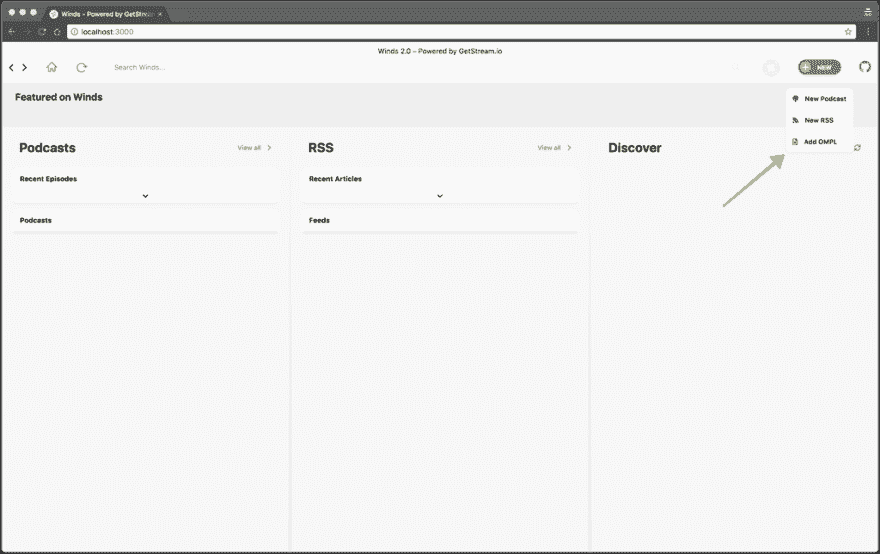 Winds - Powered by GetStream
localhost:3000
Winds 2.0 – Powered by GetStream.io
Search Winds...
NEW
Featured on Winds
New Podcast
New RSS
Add OMPL
Podcasts
View all
RSS
View all
Discover
Recent Episodes
Recent Articles
Podcasts
Feeds